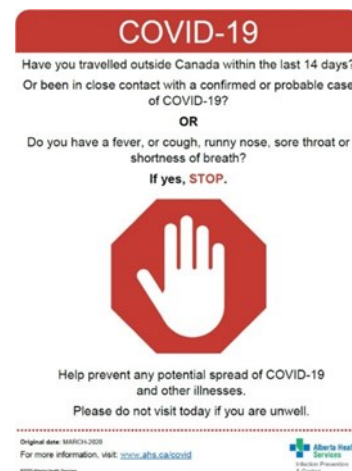 COVID-19
Have you travelled outside Canada within the last 14 days?
Or been in close contact with a confirmed or probable case
of COVID-19?
OR
Do you have a fever, or cough, runny nose, sore throat or
shortness of breath?
If yes, STOP.
Help prevent any potential spread of COVID-19
and other illnesses.
Please do not visit today if you are unwell.
Original date: MARCH-2020
For more information, visit: www.ahs.ca/covid
Alberta Heal
Services
Infection Prevention
& Control